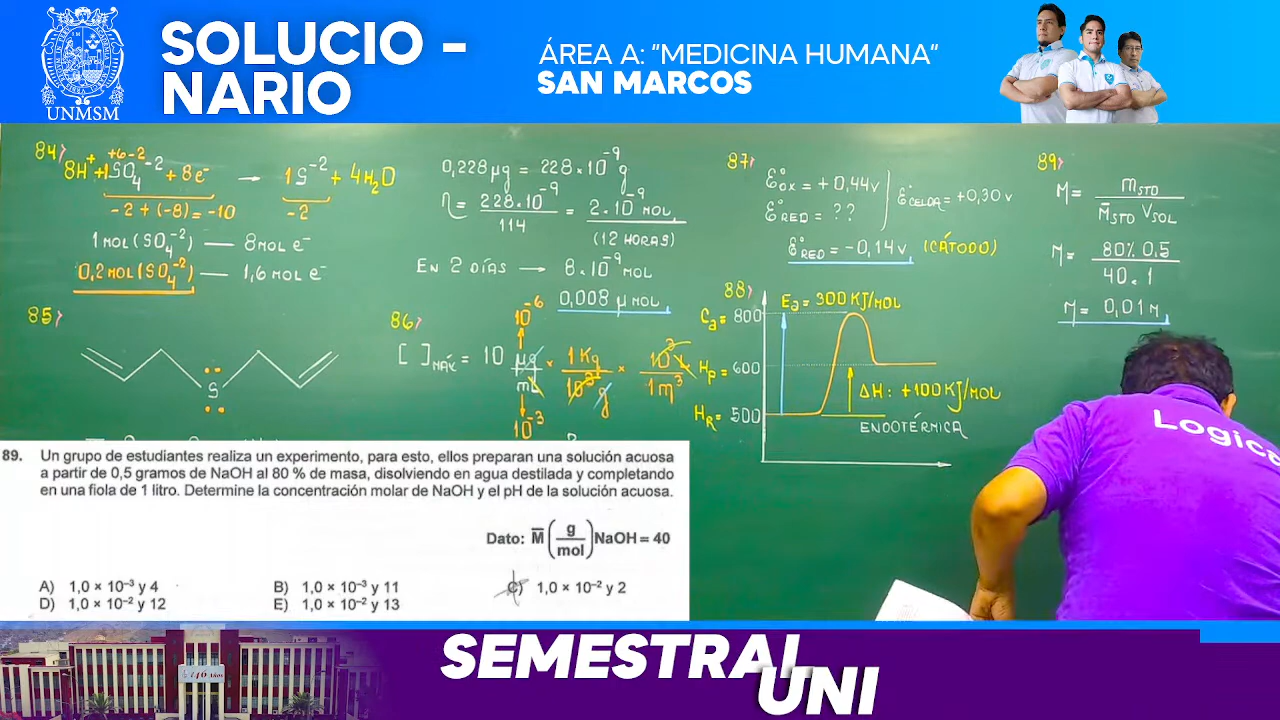 UNMSM
SOLUCIO -
NARIO
ÁREA A: "MEDICINA HUMANA"
SAN MARCOS
84)
+6 -2
8H⁺ + 1SO₄⁻² + 8e⁻ → 1S⁻² + 4H₂O
-2 + (-8) = -10
-2
1 MOL (SO₄⁻²) — 8 MOL e⁻
0,2 MOL (SO₄⁻²) — 1,6 MOL e⁻
85)
S
0,228 μg = 228 × 10⁻⁹ g
η = 228.10⁻⁹ / 114 = 2.10⁻⁹ MOL / (12 HORAS)
EN 2 DÍAS → 8.10⁻⁹ MOL
0,008 μ MOL
86)
10⁻⁶
[ ]MÁX = 10 μg/mL × 1 Kg/10³ g × 10³ L/1 m³
10⁻³
87)
ε°OX = +0,44 v
ε°RED = ??
ε°CELDA = +0,30 v
ε°RED = -0,14 v (CÁTODO)
88)
Ea = 300 KJ/MOL
Ca = 800
HP = 600
ΔH: +100 KJ/MOL
HR = 500
ENDOTÉRMICA
89)
M = mSTO / M̄STO VSOL
M = 80% 0,5 / 40 . 1
M = 0,01 M
Logica
89. Un grupo de estudiantes realiza un experimento, para esto, ellos preparan una solución acuosa
a partir de 0,5 gramos de NaOH al 80 % de masa, disolviendo en agua destilada y completando
en una fiola de 1 litro. Determine la concentración molar de NaOH y el pH de la solución acuosa.
Dato: M̄ (g/mol) NaOH = 40
A) 1,0 × 10⁻³ y 4 B) 1,0 × 10⁻³ y 11 C) 1,0 × 10⁻² y 2
D) 1,0 × 10⁻² y 12 E) 1,0 × 10⁻² y 13
146 Años
SEMESTRAL
UNI